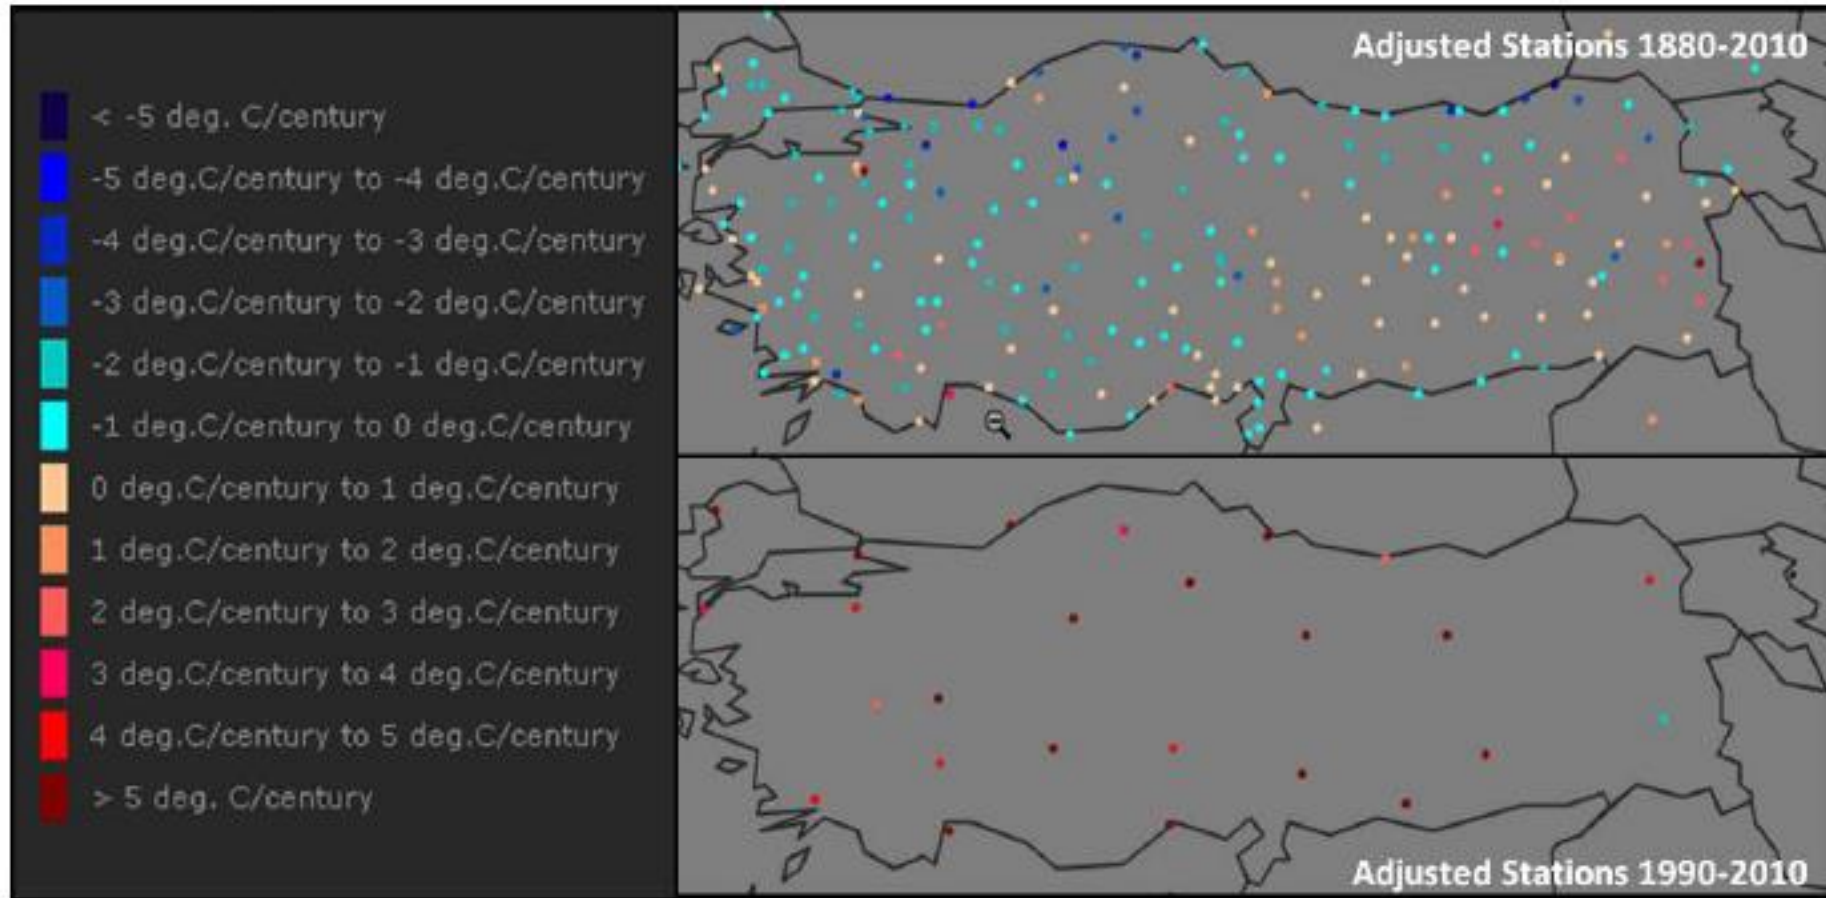 < -5 deg. C/century
-5 deg.C/century to -4 deg.C/century
-4 deg.C/century to -3 deg.C/century
-3 deg.C/century to -2 deg.C/century
-2 deg.C/century to -1 deg.C/century
-1 deg.C/century to 0 deg.C/century
0 deg.C/century to 1 deg.C/century
1 deg.C/century to 2 deg.C/century
2 deg.C/century to 3 deg.C/century
3 deg.C/century to 4 deg.C/century
4 deg.C/century to 5 deg.C/century
> 5 deg. C/century
Adjusted Stations 1880-2010
Adjusted Stations 1990-2010